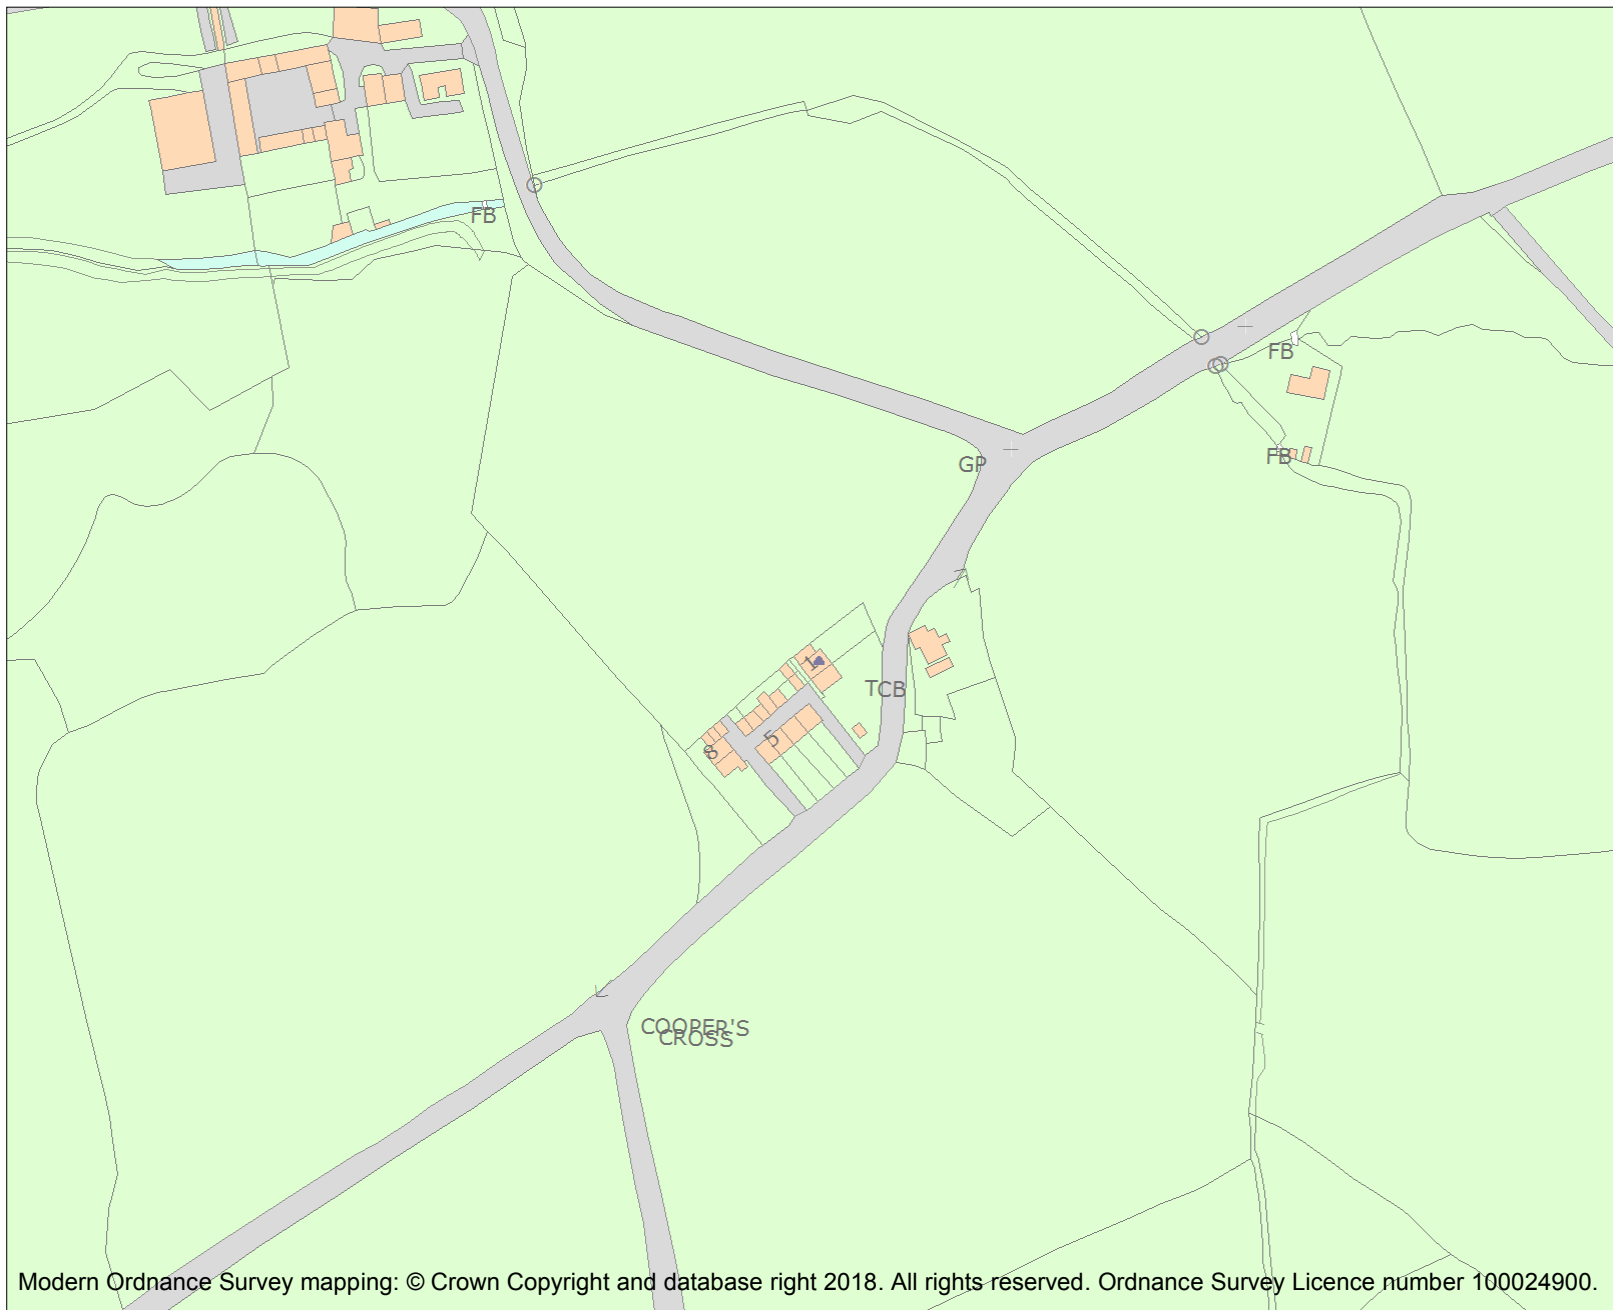 FB
FB
GP
FB
1
TCB
5
8
COOPER'S
CROSS
Modern Ordnance Survey mapping: © Crown Copyright and database right 2018. All rights reserved. Ordnance Survey Licence number 100024900.